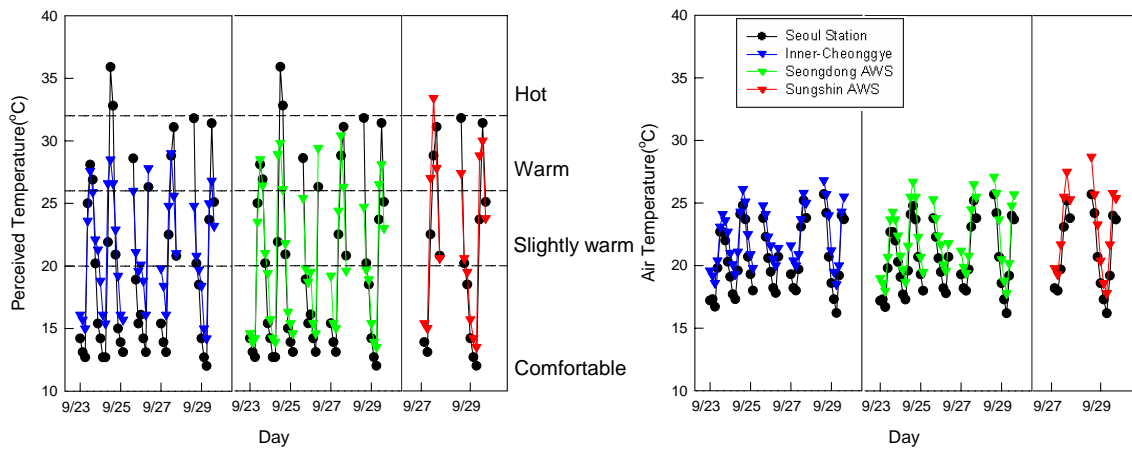 40
35
30
25
20
15
10
Perceived Temperature(°C)
9/23 9/25 9/27 9/29 9/23 9/25 9/27 9/29 9/27 9/29
Day
Hot
Warm
Slightly warm
Comfortable
40
35
30
25
20
15
10
Air Temperature(°C)
Seoul Station
Inner-Cheonggye
Seongdong AWS
Sungshin AWS
9/23 9/25 9/27 9/29 9/23 9/25 9/27 9/29 9/27 9/29
Day